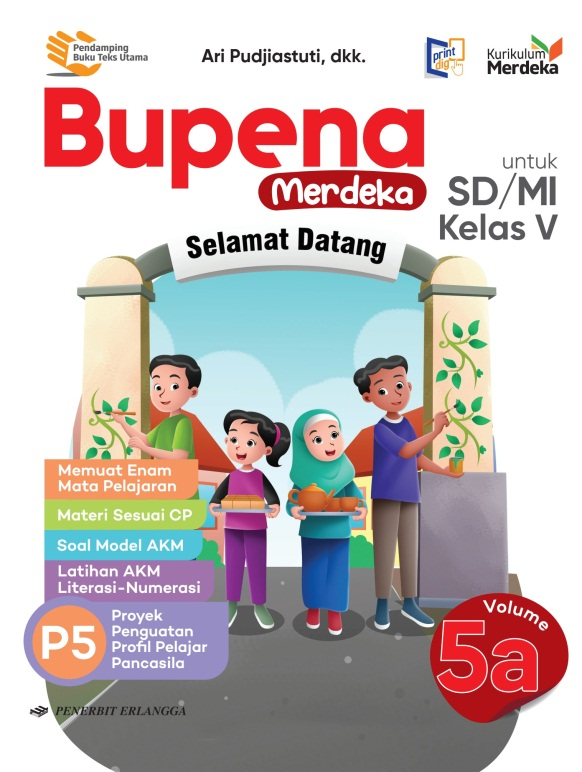 Pendamping
Buku Teks Utama
Ari Pudjiastuti, dkk.
print
dig
Kurikulum
Merdeka
Bupena
Merdeka
untuk
SD/MI
Kelas V
Selamat Datang
Memuat Enam
Mata Pelajaran
Materi Sesuai CP
Soal Model AKM
Latihan AKM
Literasi-Numerasi
P5
Proyek
Penguatan
Profil Pelajar
Pancasila
Volume
5a
PENERBIT ERLANGGA